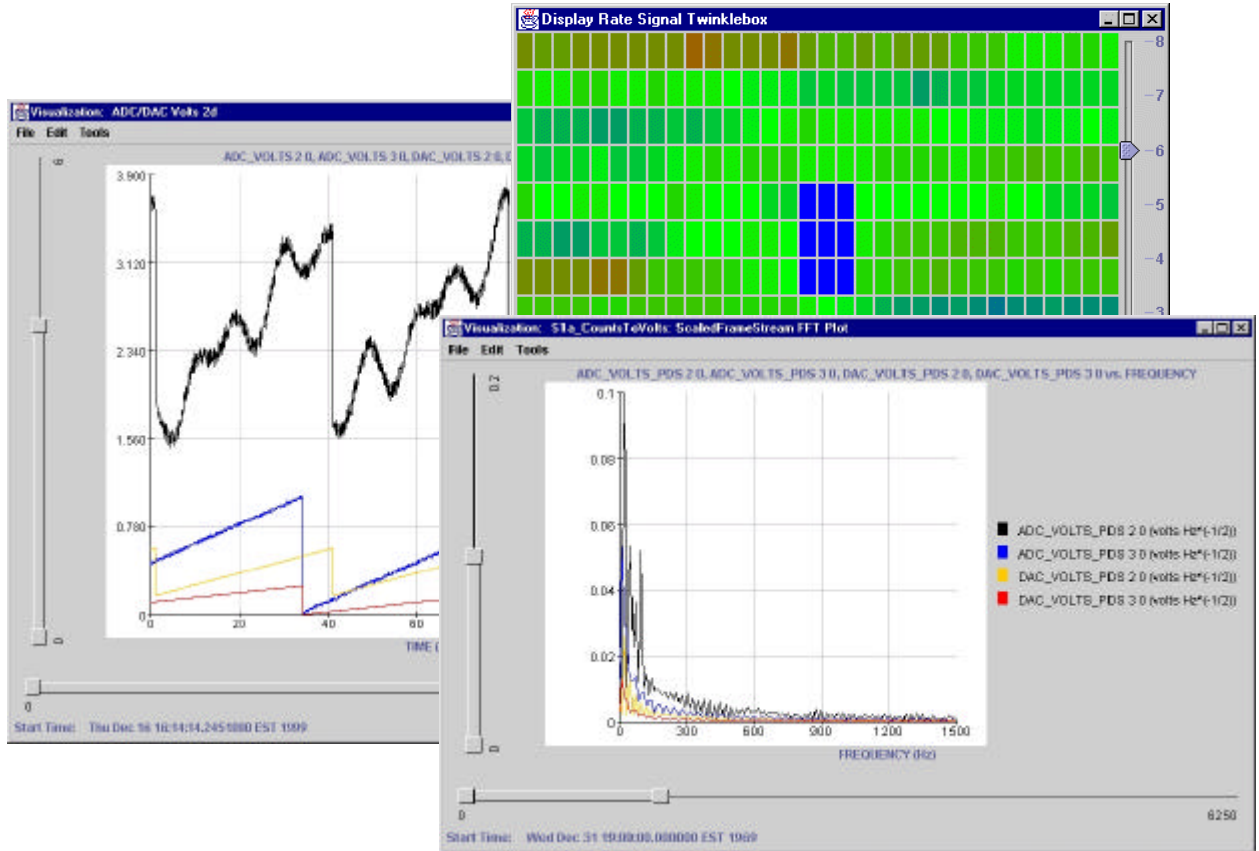 Display Rate Signal Twinklebox
8
7
6
5
4
3
Visualization: ADC/DAC Volts 2d
File Edit Tools
ADC_VOLTS 2 0, ADC_VOLTS 3 0, DAC_VOLTS 2 0,
3.900
3.120
2.340
1.560
0.780
0
0 20 40 60
TIME (
6
0
0
Start Time: Thu Dec 16 16:14:14.2451880 EST 1999
Visualization: S1a_CountsToVolts: ScaledFrameStream FFT Plot
File Edit Tools
ADC_VOLTS_PDS 2 0, ADC_VOLTS_PDS 3 0, DAC_VOLTS_PDS 2 0, DAC_VOLTS_PDS 3 0 vs. FREQUENCY
0.2
0
0.1
0.08
0.06
0.04
0.02
0
0 300 600 900 1200 1500
FREQUENCY (Hz)
ADC_VOLTS_PDS 2 0 (volts Hz^(-1/2))
ADC_VOLTS_PDS 3 0 (volts Hz^(-1/2))
DAC_VOLTS_PDS 2 0 (volts Hz^(-1/2))
DAC_VOLTS_PDS 3 0 (volts Hz^(-1/2))
0 6250
Start Time: Wed Dec 31 19:00:00.000000 EST 1969